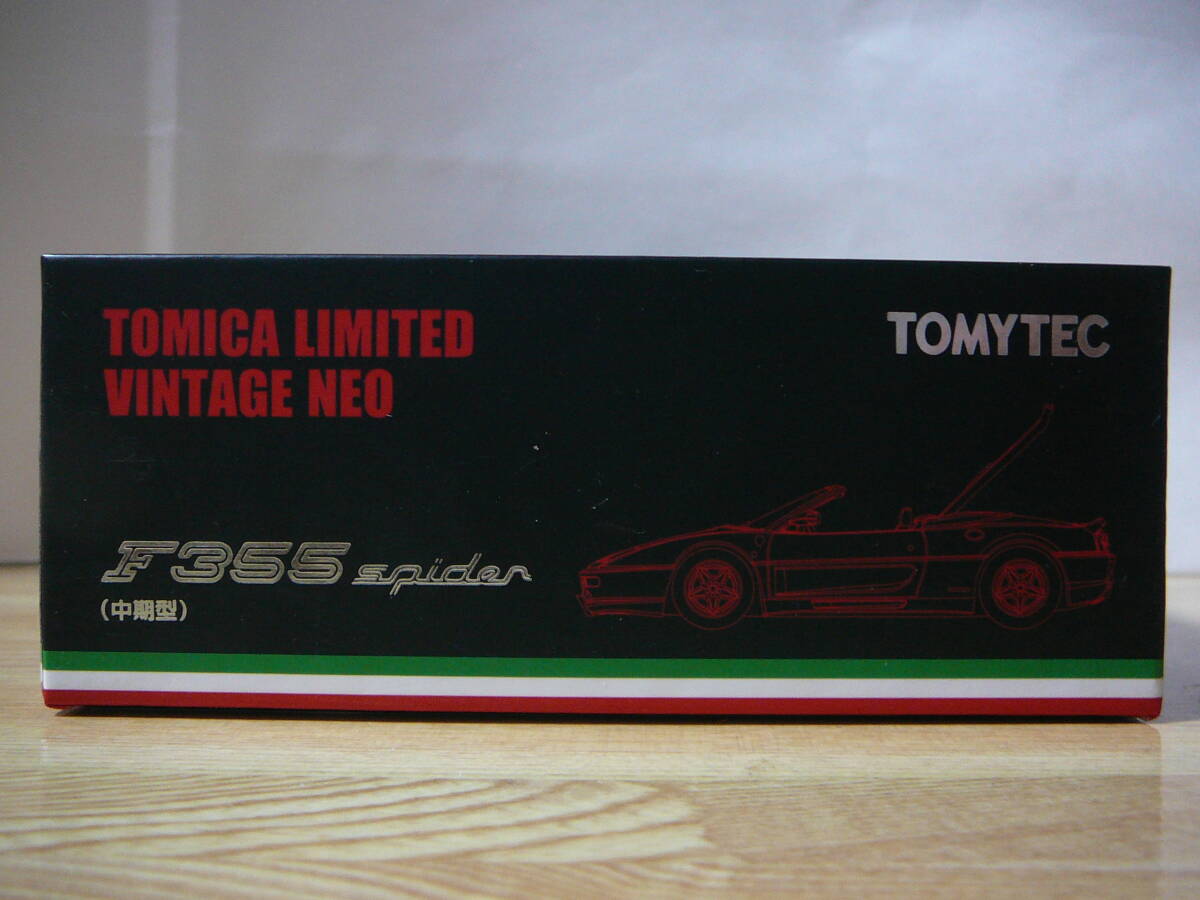 TOMICA LIMITED
VINTAGE NEO
TOMYTEC
F355 spider
(中期型)